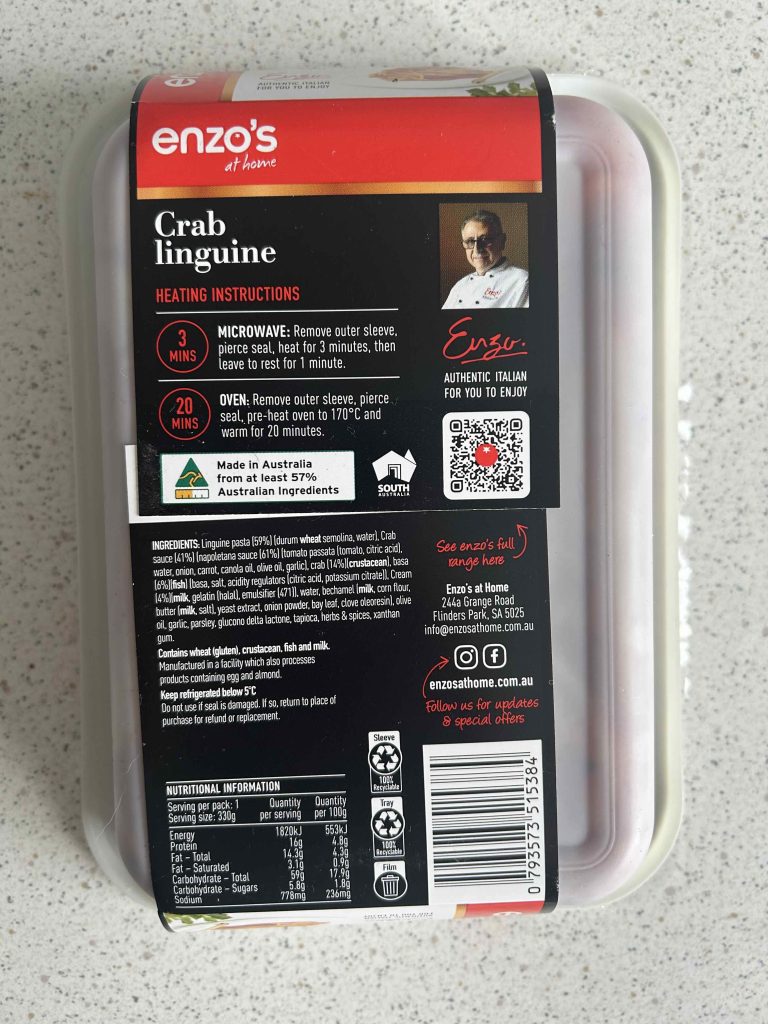 enzo's
Enzo.
AUTHENTIC ITALIAN
FOR YOU TO ENJOY
enzo's
at home
Crab
linguine
HEATING INSTRUCTIONS
3
MINS
MICROWAVE: Remove outer sleeve,
pierce seal, heat for 3 minutes, then
leave to rest for 1 minute.
20
MINS
OVEN: Remove outer sleeve, pierce
seal, pre-heat oven to 170°C and
warm for 20 minutes.
Enzo.
AUTHENTIC ITALIAN
FOR YOU TO ENJOY
Made in Australia
from at least 57%
Australian Ingredients
SOUTH
AUSTRALIA
INGREDIENTS: Linguine pasta (59%) (durum wheat semolina, water), Crab
sauce (41%) [napoletana sauce (61%) (tomato passata (tomato, citric acid),
water, onion, carrot, canola oil, olive oil, garlic), crab (14%)(crustacean), basa
(6%)(fish) (basa, salt, acidity regulators (citric acid, potassium citrate)), Cream
(4%)(milk, gelatin (halal), emulsifier (471)), water, bechamel (milk, corn flour,
butter (milk, salt), yeast extract, onion powder, bay leaf, clove oleoresin), olive
oil, garlic, parsley, glucono delta lactone, tapioca, herbs & spices, xanthan
gum.
Contains wheat (gluten), crustacean, fish and milk.
Manufactured in a facility which also processes
products containing egg and almond.
Keep refrigerated below 5°C
Do not use if seal is damaged. If so, return to place of
purchase for refund or replacement.
See enzo's full
range here
Enzo's at Home
244a Grange Road
Flinders Park, SA 5025
info@enzosathome.com.au
enzosathome.com.au
Follow us for updates
& special offers
NUTRITIONAL INFORMATION
Serving per pack: 1 Quantity Quantity
Serving size: 330g per serving per 100g
Energy 1820kJ 553kJ
Protein 16g 4.8g
Fat – Total 14.3g 4.3g
Fat – Saturated 3.1g 0.9g
Carbohydrate – Total 59g 17.9g
Carbohydrate – Sugars 5.8g 1.8g
Sodium 778mg 236mg
Sleeve
100%
Recyclable
Tray
100%
Recyclable
Film
0 793573 515384
FOR YOU TO ENJOY